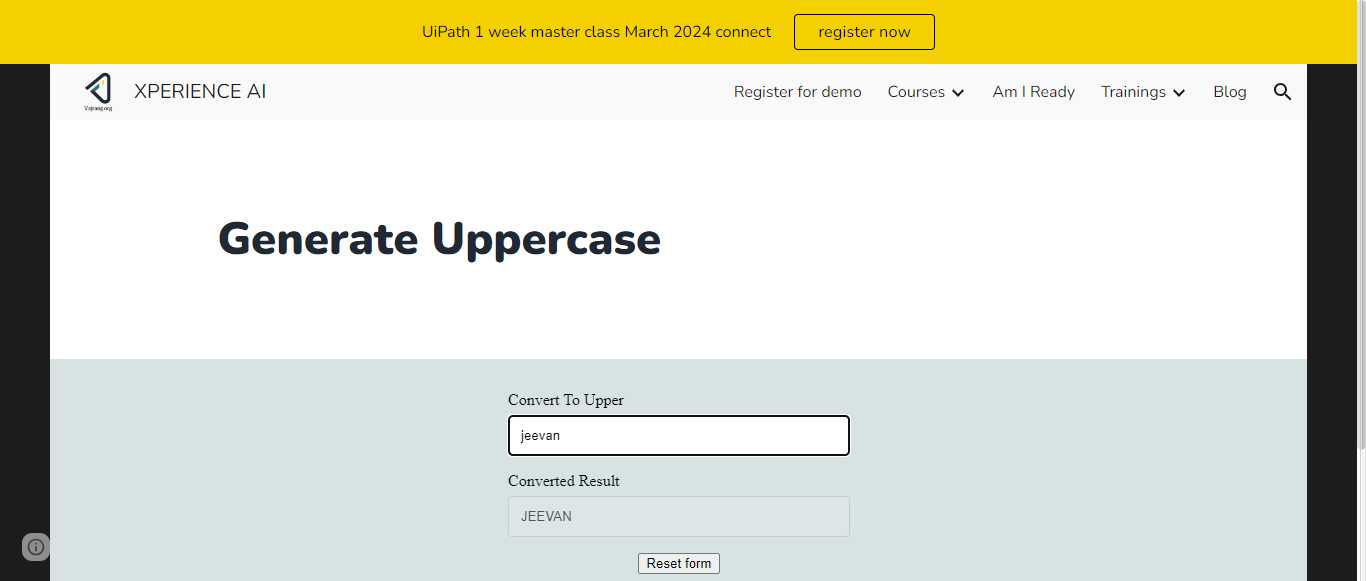 UiPath 1 week master class March 2024 connect register now
XPERIENCE AI Register for demo Courses Am I Ready Trainings Blog
Vajrang.org
Generate Uppercase
Convert To Upper
jeevan
Converted Result
JEEVAN
Reset form